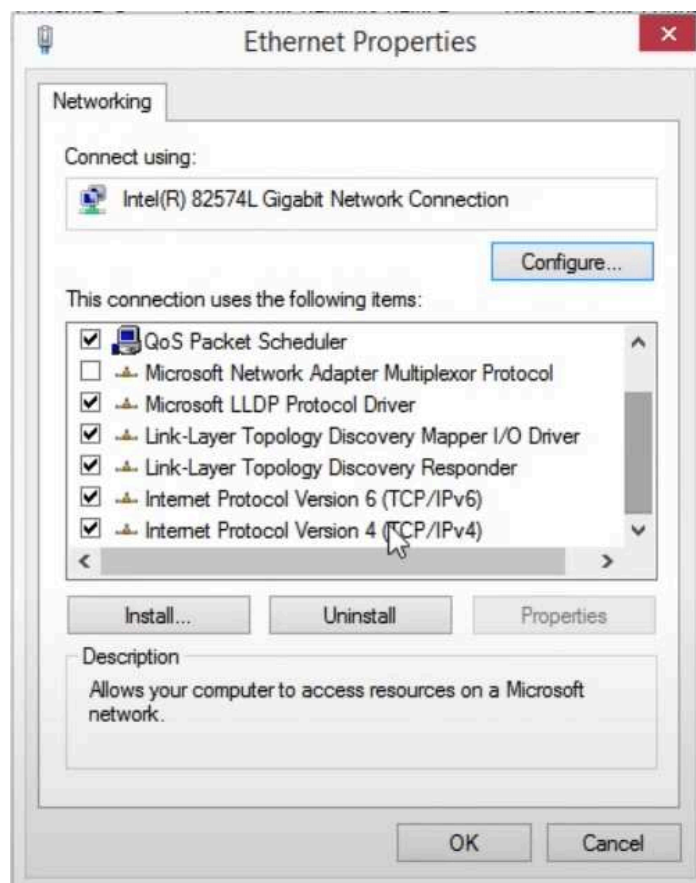 Ethernet Properties
Networking
Connect using:
Intel(R) 82574L Gigabit Network Connection
Configure...
This connection uses the following items:
QoS Packet Scheduler
Microsoft Network Adapter Multiplexor Protocol
Microsoft LLDP Protocol Driver
Link-Layer Topology Discovery Mapper I/O Driver
Link-Layer Topology Discovery Responder
Internet Protocol Version 6 (TCP/IPv6)
Internet Protocol Version 4 (TCP/IPv4)
Install...
Uninstall
Properties
Description
Allows your computer to access resources on a Microsoft
network.
OK
Cancel